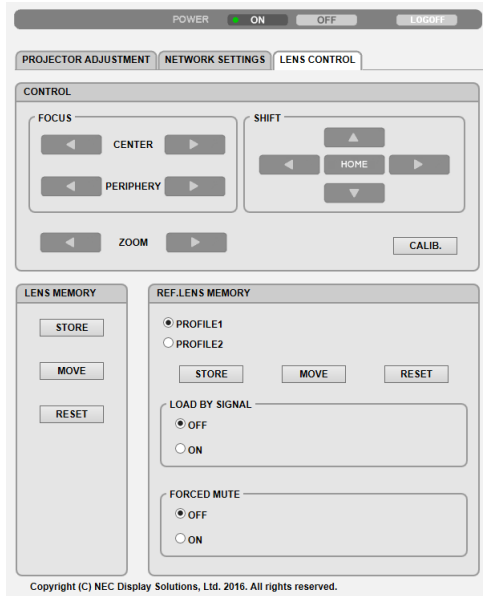 POWER ON OFF LOGOFF
PROJECTOR ADJUSTMENT NETWORK SETTINGS LENS CONTROL
CONTROL
FOCUS
CENTER
PERIPHERY
ZOOM
SHIFT
HOME
CALIB.
LENS MEMORY
STORE
MOVE
RESET
REF.LENS MEMORY
PROFILE1
PROFILE2
STORE MOVE RESET
LOAD BY SIGNAL
OFF
ON
FORCED MUTE
OFF
ON
Copyright (C) NEC Display Solutions, Ltd. 2016. All rights reserved.